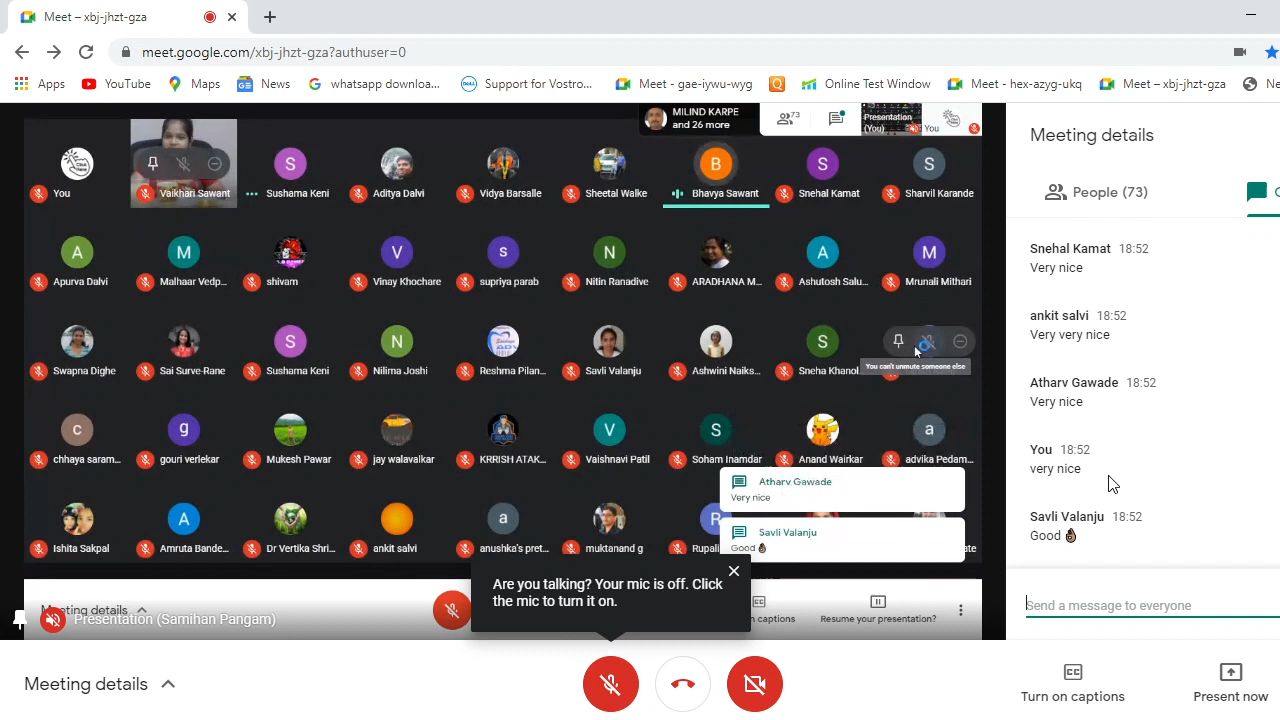 Meet – xbj-jhzt-gza
meet.google.com/xbj-jhzt-gza?authuser=0
Apps YouTube Maps News whatsapp downloa... Support for Vostro... Meet - gae-iywu-wyg Online Test Window Meet - hex-azyg-ukq Meet – xbj-jhzt-gza Ne
MILIND KARPE
and 26 more
73
Presentation
(You)
You
You Vaikhari Sawant Sushama Keni Aditya Dalvi Vidya Barsalle Sheetal Walke Bhavya Sawant Snehal Kamat Sharvil Karande
Apurva Dalvi Malhaar Vedp... shivam Vinay Khochare supriya parab Nitin Ranadive ARADHANA M... Ashutosh Salu... Mrunali Mithari
You can't unmute someone else
Swapna Dighe Sai Surve-Rane Sushama Keni Nilima Joshi Reshma Pilan... Savli Valanju Ashwini Naiks... Sneha Khanol
chhaya saram... gouri verlekar Mukesh Pawar jay walavalkar KRRISH ATAK... Vaishnavi Patil Soham Inamdar Anand Wairkar advika Pedam...
Atharv Gawade
Very nice
Savli Valanju
Good 👌🏾
Ishita Sakpal Amruta Bande... Dr Vertika Shri... ankit salvi anushka's pret... muktanand g Rupali
Are you talking? Your mic is off. Click
the mic to turn it on.
Meeting details
Presentation (Samihan Pangam)
captions
Resume your presentation?
Meeting details
People (73)
Snehal Kamat 18:52
Very nice
ankit salvi 18:52
Very very nice
Atharv Gawade 18:52
Very nice
You 18:52
very nice
Savli Valanju 18:52
Good 👌🏾
Send a message to everyone
Meeting details
Turn on captions
Present now